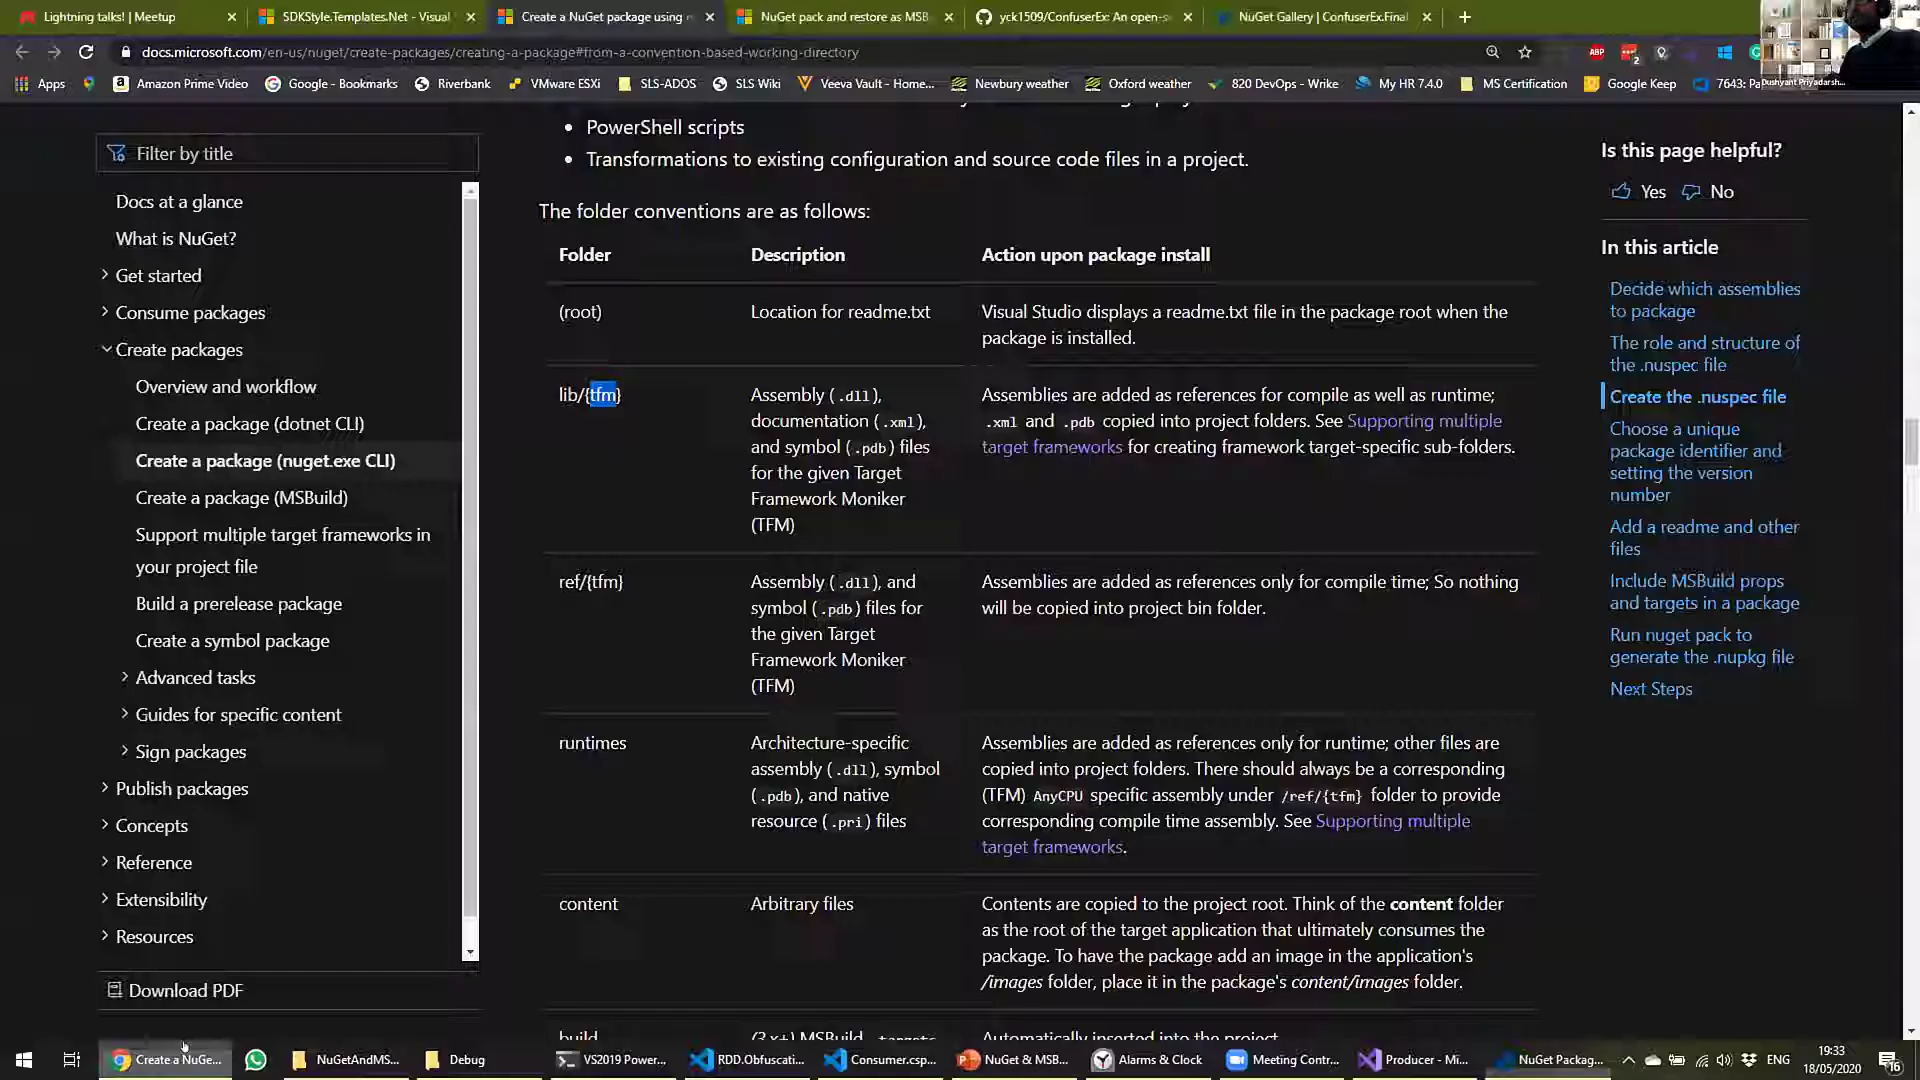 Lightning talks! | Meetup
SDKStyle.Templates.Net - Visual
Create a NuGet package using
NuGet pack and restore as MSB
yck1509/ConfuserEx: An open-s
NuGet Gallery | ConfuserEx.Final
docs.microsoft.com/en-us/nuget/create-packages/creating-a-package#from-a-convention-based-working-directory
ABP
2
Dushyant Priyadarsh...
Apps
Amazon Prime Video
Google - Bookmarks
Riverbank
VMware ESXi
SLS-ADOS
SLS Wiki
Veeva Vault - Home...
Newbury weather
Oxford weather
820 DevOps - Wrike
My HR 7.4.0
MS Certification
Google Keep
7643: Pa
Filter by title
Docs at a glance
What is NuGet?
Get started
Consume packages
Create packages
Overview and workflow
Create a package (dotnet CLI)
Create a package (nuget.exe CLI)
Create a package (MSBuild)
Support multiple target frameworks in
your project file
Build a prerelease package
Create a symbol package
Advanced tasks
Guides for specific content
Sign packages
Publish packages
Concepts
Reference
Extensibility
Resources
Download PDF
PowerShell scripts
Transformations to existing configuration and source code files in a project.
The folder conventions are as follows:
Folder Description Action upon package install
(root)
Location for readme.txt
Visual Studio displays a readme.txt file in the package root when the
package is installed.
lib/{tfm}
Assembly (.dll),
documentation (.xml),
and symbol (.pdb) files
for the given Target
Framework Moniker
(TFM)
Assemblies are added as references for compile as well as runtime;
.xml and .pdb copied into project folders. See Supporting multiple
target frameworks for creating framework target-specific sub-folders.
ref/{tfm}
Assembly (.dll), and
symbol (.pdb) files for
the given Target
Framework Moniker
(TFM)
Assemblies are added as references only for compile time; So nothing
will be copied into project bin folder.
runtimes
Architecture-specific
assembly (.dll), symbol
(.pdb), and native
resource (.pri) files
Assemblies are added as references only for runtime; other files are
copied into project folders. There should always be a corresponding
(TFM) AnyCPU specific assembly under /ref/{tfm} folder to provide
corresponding compile time assembly. See Supporting multiple
target frameworks.
content
Arbitrary files
Contents are copied to the project root. Think of the content folder
as the root of the target application that ultimately consumes the
package. To have the package add an image in the application's
/images folder, place it in the package's content/images folder.
build
(3.x+) MSBuild .targets
Automatically inserted into the project.
Is this page helpful?
Yes No
In this article
Decide which assemblies
to package
The role and structure of
the .nuspec file
Create the .nuspec file
Choose a unique
package identifier and
setting the version
number
Add a readme and other
files
Include MSBuild props
and targets in a package
Run nuget pack to
generate the .nupkg file
Next Steps
Create a NuGe...
NuGetAndMS...
Debug
VS2019 Power...
RDD.Obfuscati...
Consumer.csp...
NuGet & MSB...
Alarms & Clock
Meeting Contr...
Producer - Mi...
NuGet Packag...
ENG
19:33
18/05/2020
16